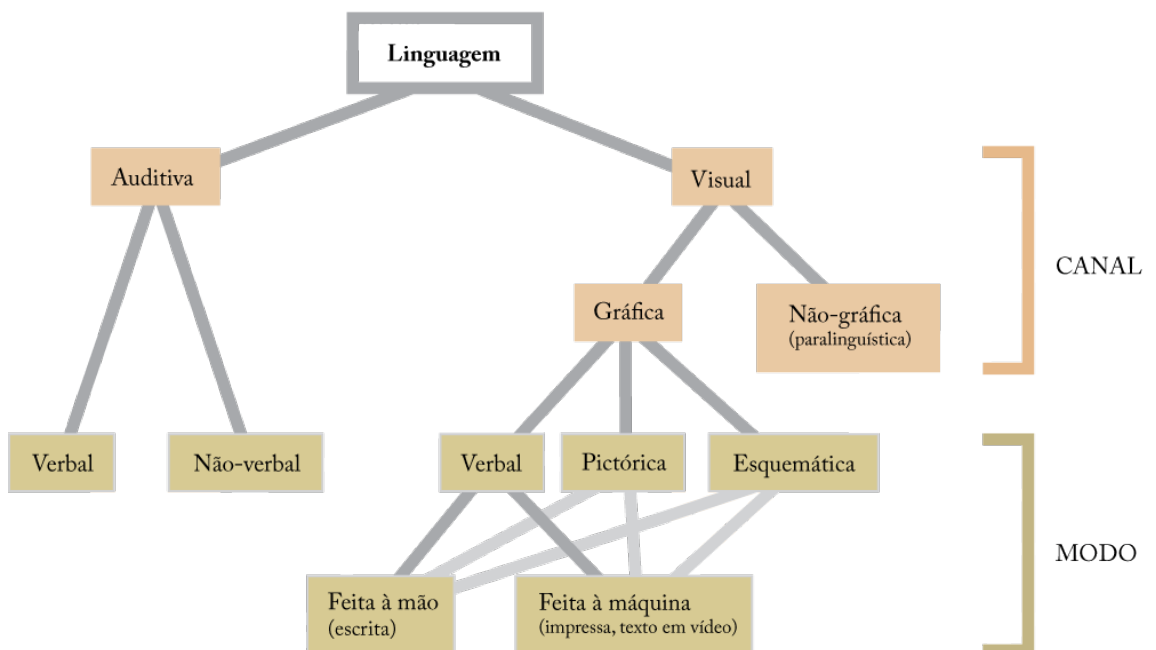 Linguagem
Auditiva
Visual
CANAL
Gráfica
Não-gráfica
(paralinguística)
Verbal
Não-verbal
Verbal
Pictórica
Esquemática
MODO
Feita à mão
(escrita)
Feita à máquina
(impressa, texto em vídeo)